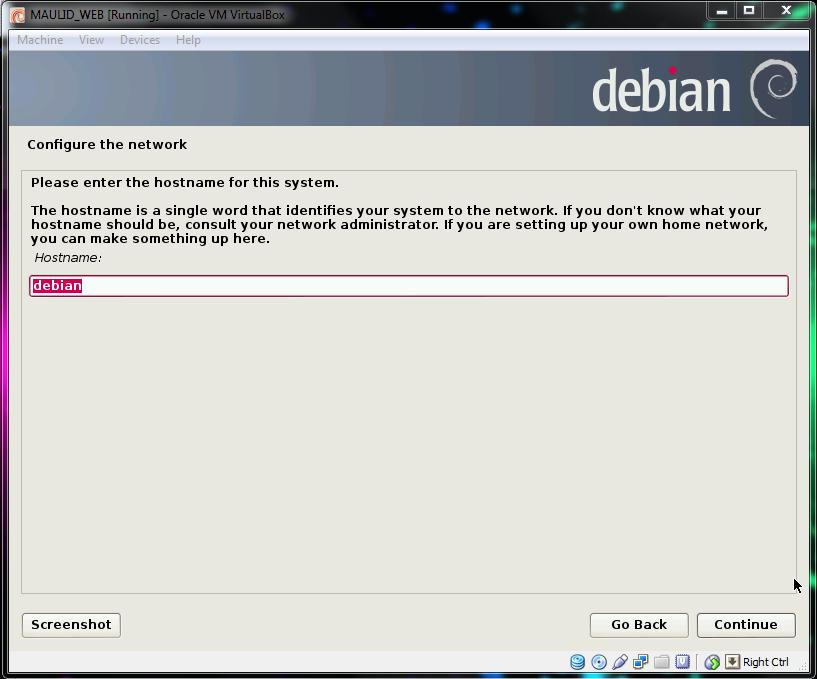 MAULID_WEB [Running] - Oracle VM VirtualBox
Machine View Devices Help
debian
Configure the network
Please enter the hostname for this system.
The hostname is a single word that identifies your system to the network. If you don't know what your
hostname should be, consult your network administrator. If you are setting up your own home network,
you can make something up here.
Hostname:
debian
Screenshot Go Back Continue
Right Ctrl